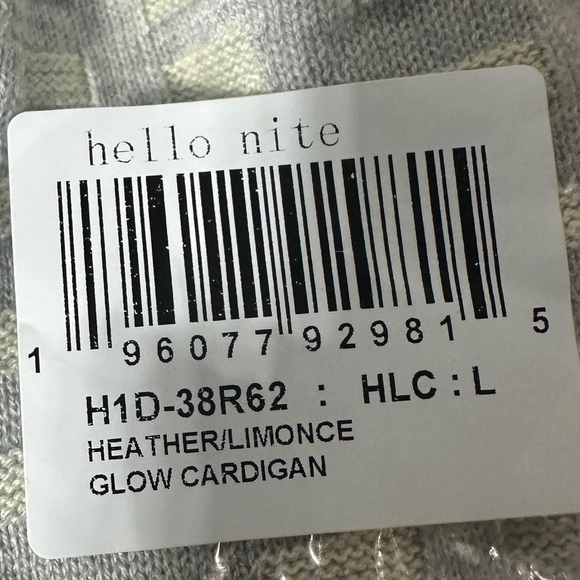 hello nite
1 96077 92981 5
H1D-38R62 : HLC : L
HEATHER/LIMONCE
GLOW CARDIGAN